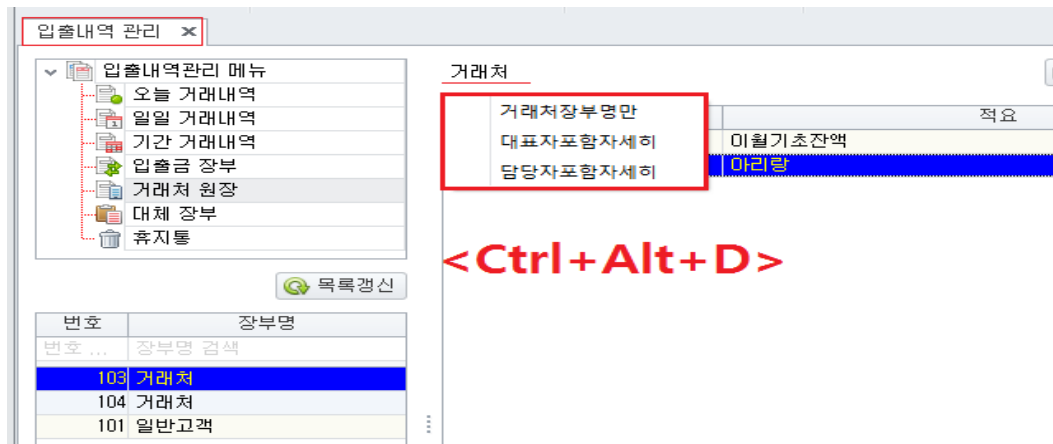 입출내역 관리 ×
입출내역관리 메뉴
오늘 거래내역
일일 거래내역
기간 거래내역
입출금 장부
거래처 원장
대체 장부
휴지통
목록갱신
번호 장부명
번호 ... 장부명 검색
103 거래처
104 거래처
101 일반고객
거래처
거래처장부명만
대표자포함자세히
담당자포함자세히
적요
이월기초잔액
아리랑
<Ctrl+Alt+D>